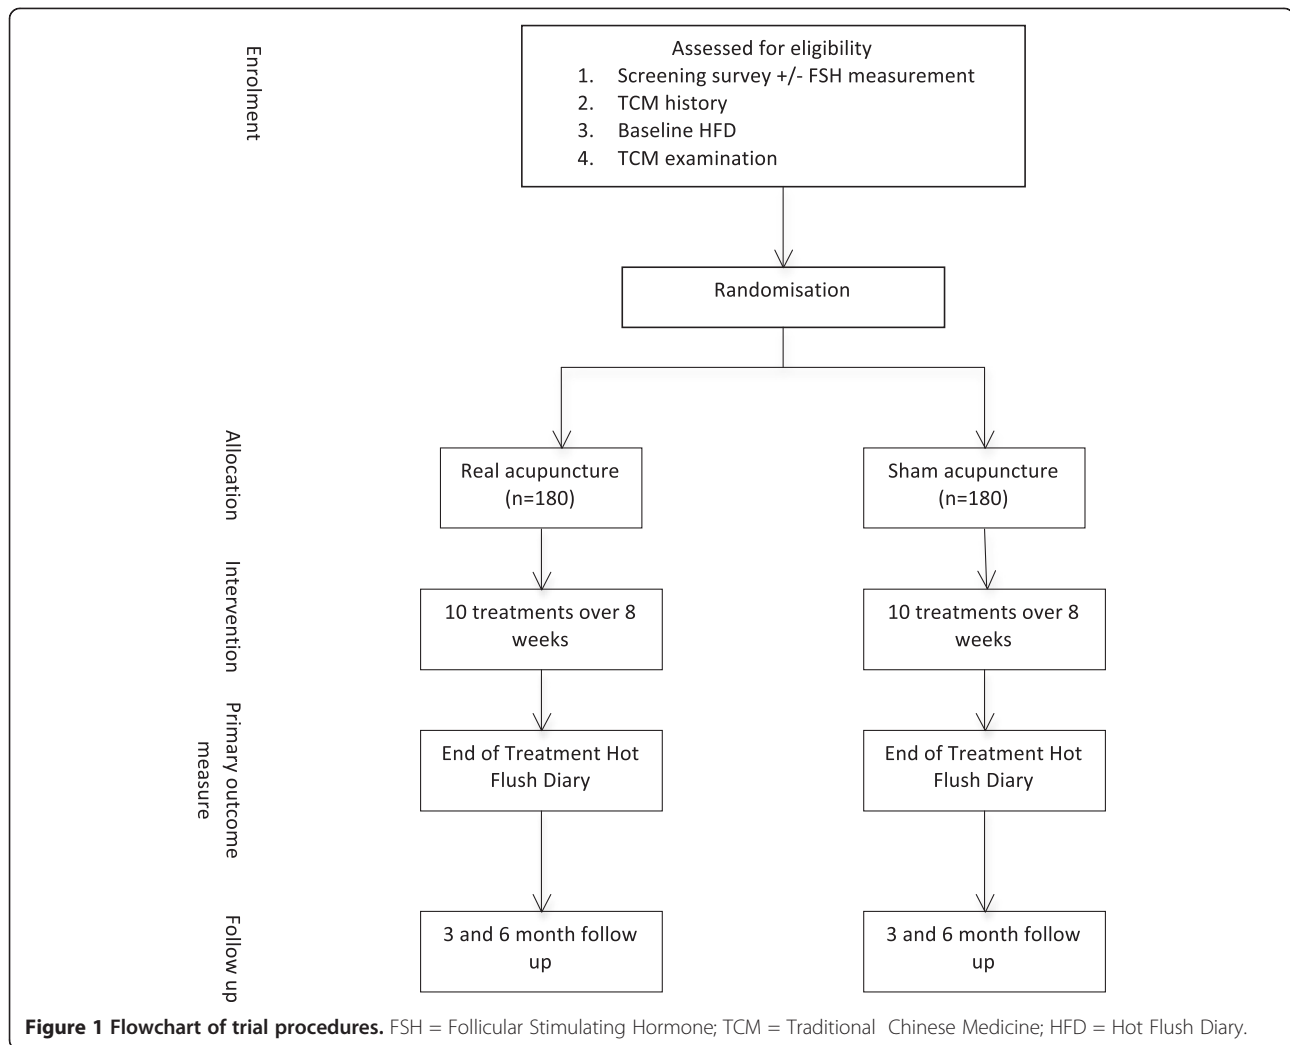 Enrolment
Assessed for eligibility
1. Screening survey +/- FSH measurement
2. TCM history
3. Baseline HFD
4. TCM examination
Randomisation
Allocation
Real acupuncture
(n=180)
Sham acupuncture
(n=180)
Intervention
10 treatments over 8
weeks
10 treatments over 8
weeks
Primary outcome
measure
End of Treatment Hot
Flush Diary
End of Treatment Hot
Flush Diary
Follow up
3 and 6 month follow
up
3 and 6 month follow
up
Figure 1 Flowchart of trial procedures. FSH = Follicular Stimulating Hormone; TCM = Traditional Chinese Medicine; HFD = Hot Flush Diary.